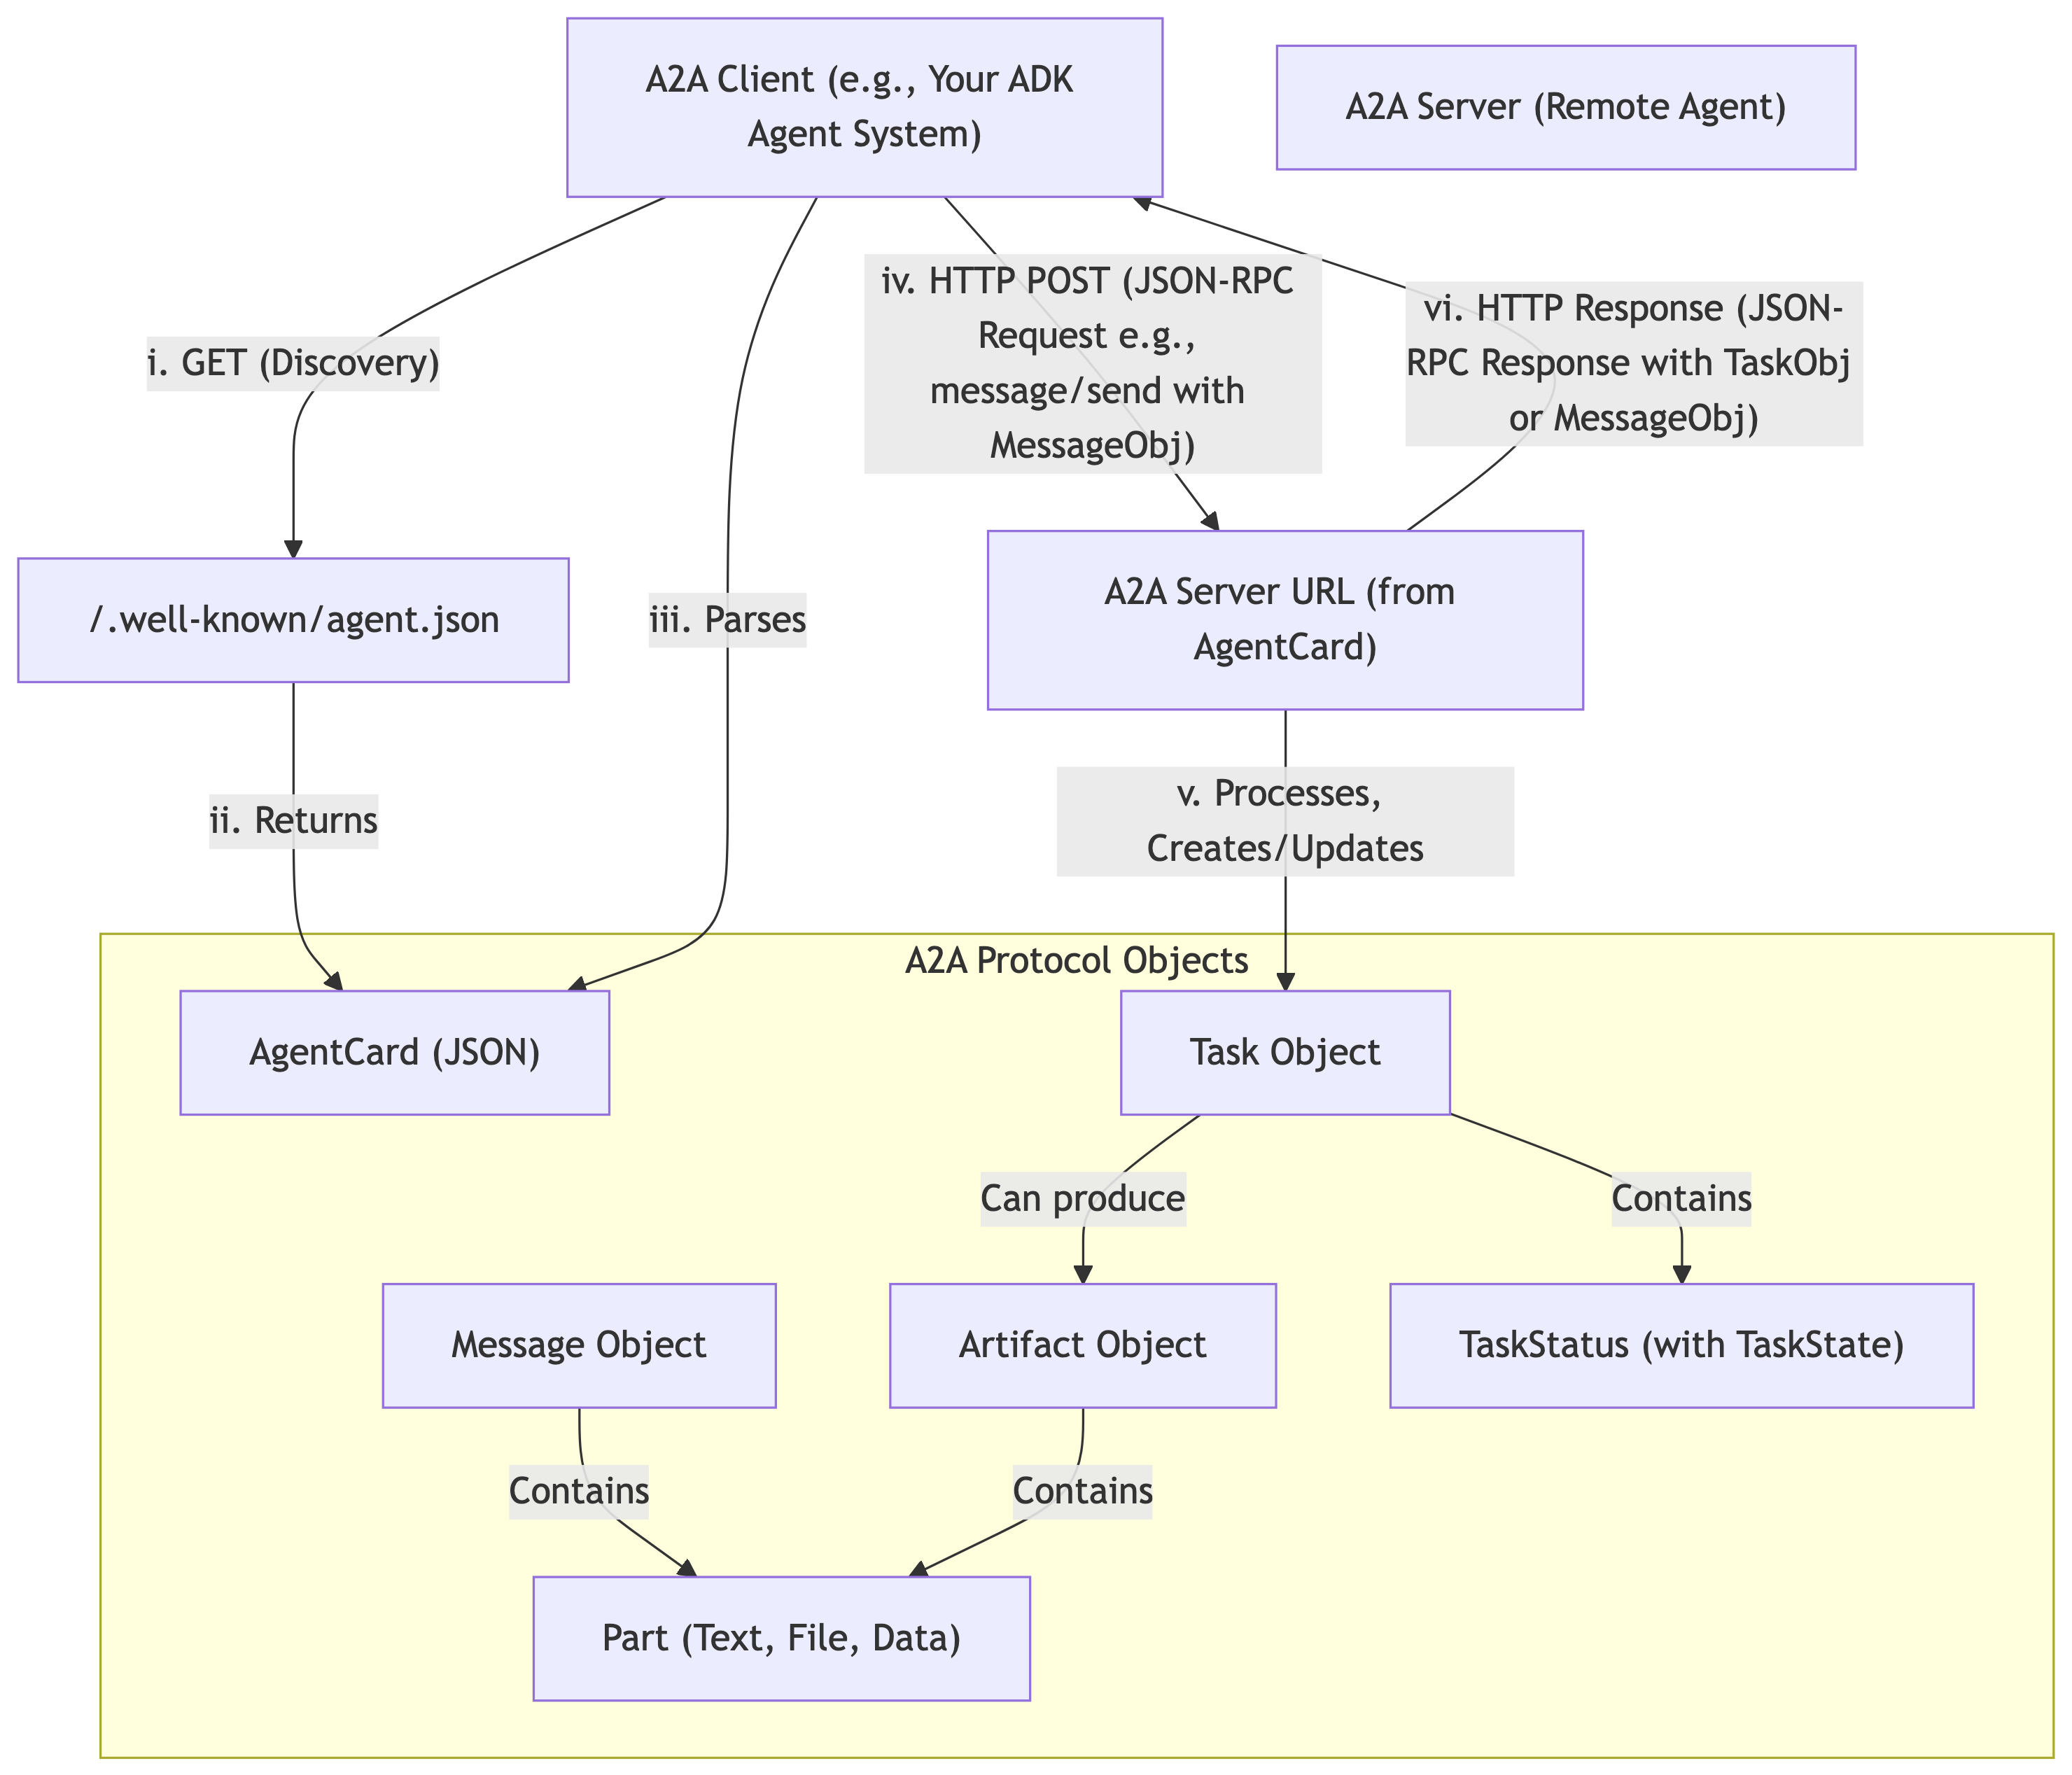 A2A Client (e.g., Your ADK
Agent System)
A2A Server (Remote Agent)
i. GET (Discovery)
iv. HTTP POST (JSON-RPC
Request e.g.,
message/send with
MessageObj)
vi. HTTP Response (JSON-
RPC Response with TaskObj
or MessageObj)
/.well-known/agent.json
iii. Parses
A2A Server URL (from
AgentCard)
ii. Returns
v. Processes,
Creates/Updates
A2A Protocol Objects
AgentCard (JSON)
Task Object
Can produce
Contains
Message Object
Artifact Object
TaskStatus (with TaskState)
Contains
Contains
Part (Text, File, Data)